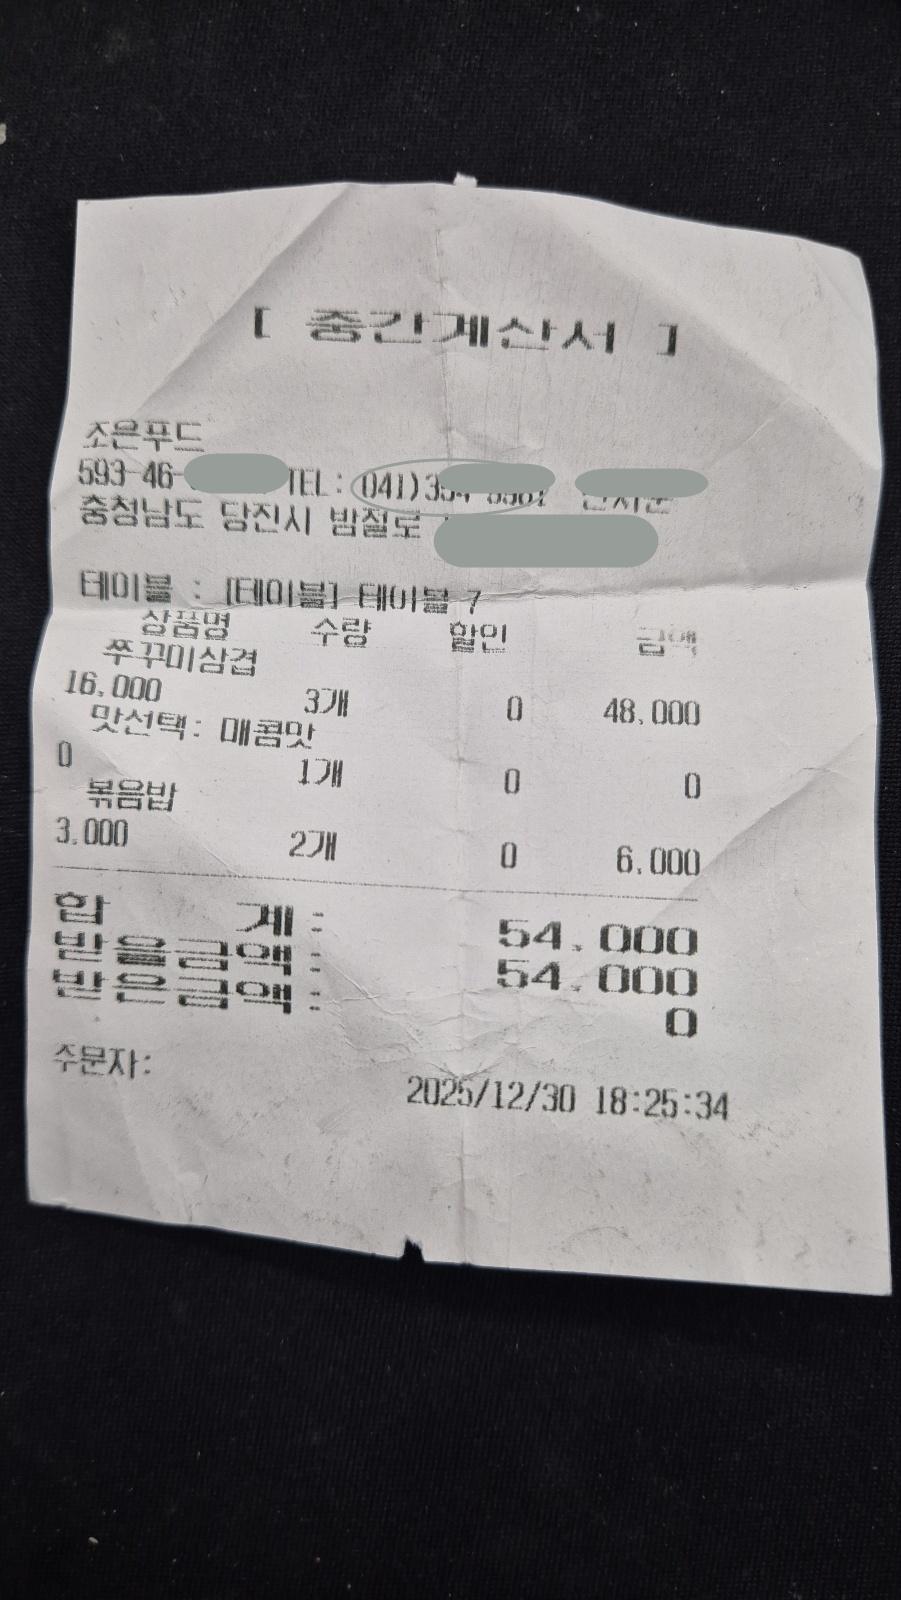 [ 중간계산서 ]
조은푸드
593-46- TEL: (041)3
충청남도 당진시 밤절로
테이블 : [테이블] 테이블 7
상품명 수량 할인 금액
쭈꾸미삼겹
16,000 3개 0 48,000
맛선택: 매콤맛
0 1개 0 0
볶음밥
3,000 2개 0 6,000
합 계 : 54,000
받을금액 : 54,000
받은금액 : 0
주문자:
2025/12/30 18:25:34